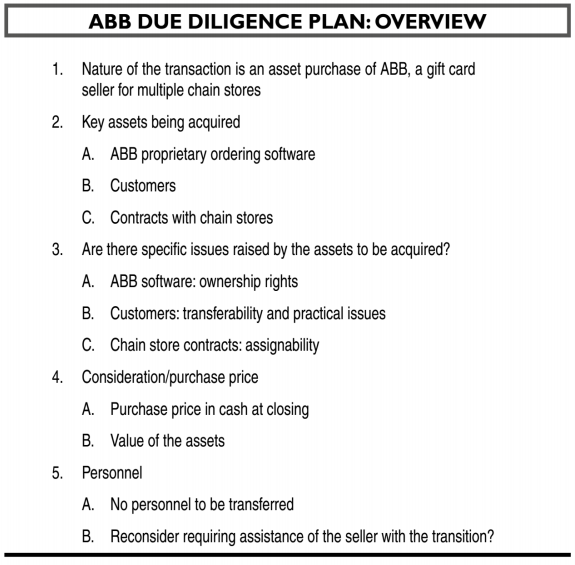 ABB DUE DILIGENCE PLAN: OVERVIEW
1. Nature of the transaction is an asset purchase of ABB, a gift card
seller for multiple chain stores
2. Key assets being acquired
A. ABB proprietary ordering software
B. Customers
C. Contracts with chain stores
3. Are there specific issues raised by the assets to be acquired?
A. ABB software: ownership rights
B. Customers: transferability and practical issues
C. Chain store contracts: assignability
4. Consideration/purchase price
A. Purchase price in cash at closing
B. Value of the assets
5. Personnel
A. No personnel to be transferred
B. Reconsider requiring assistance of the seller with the transition?